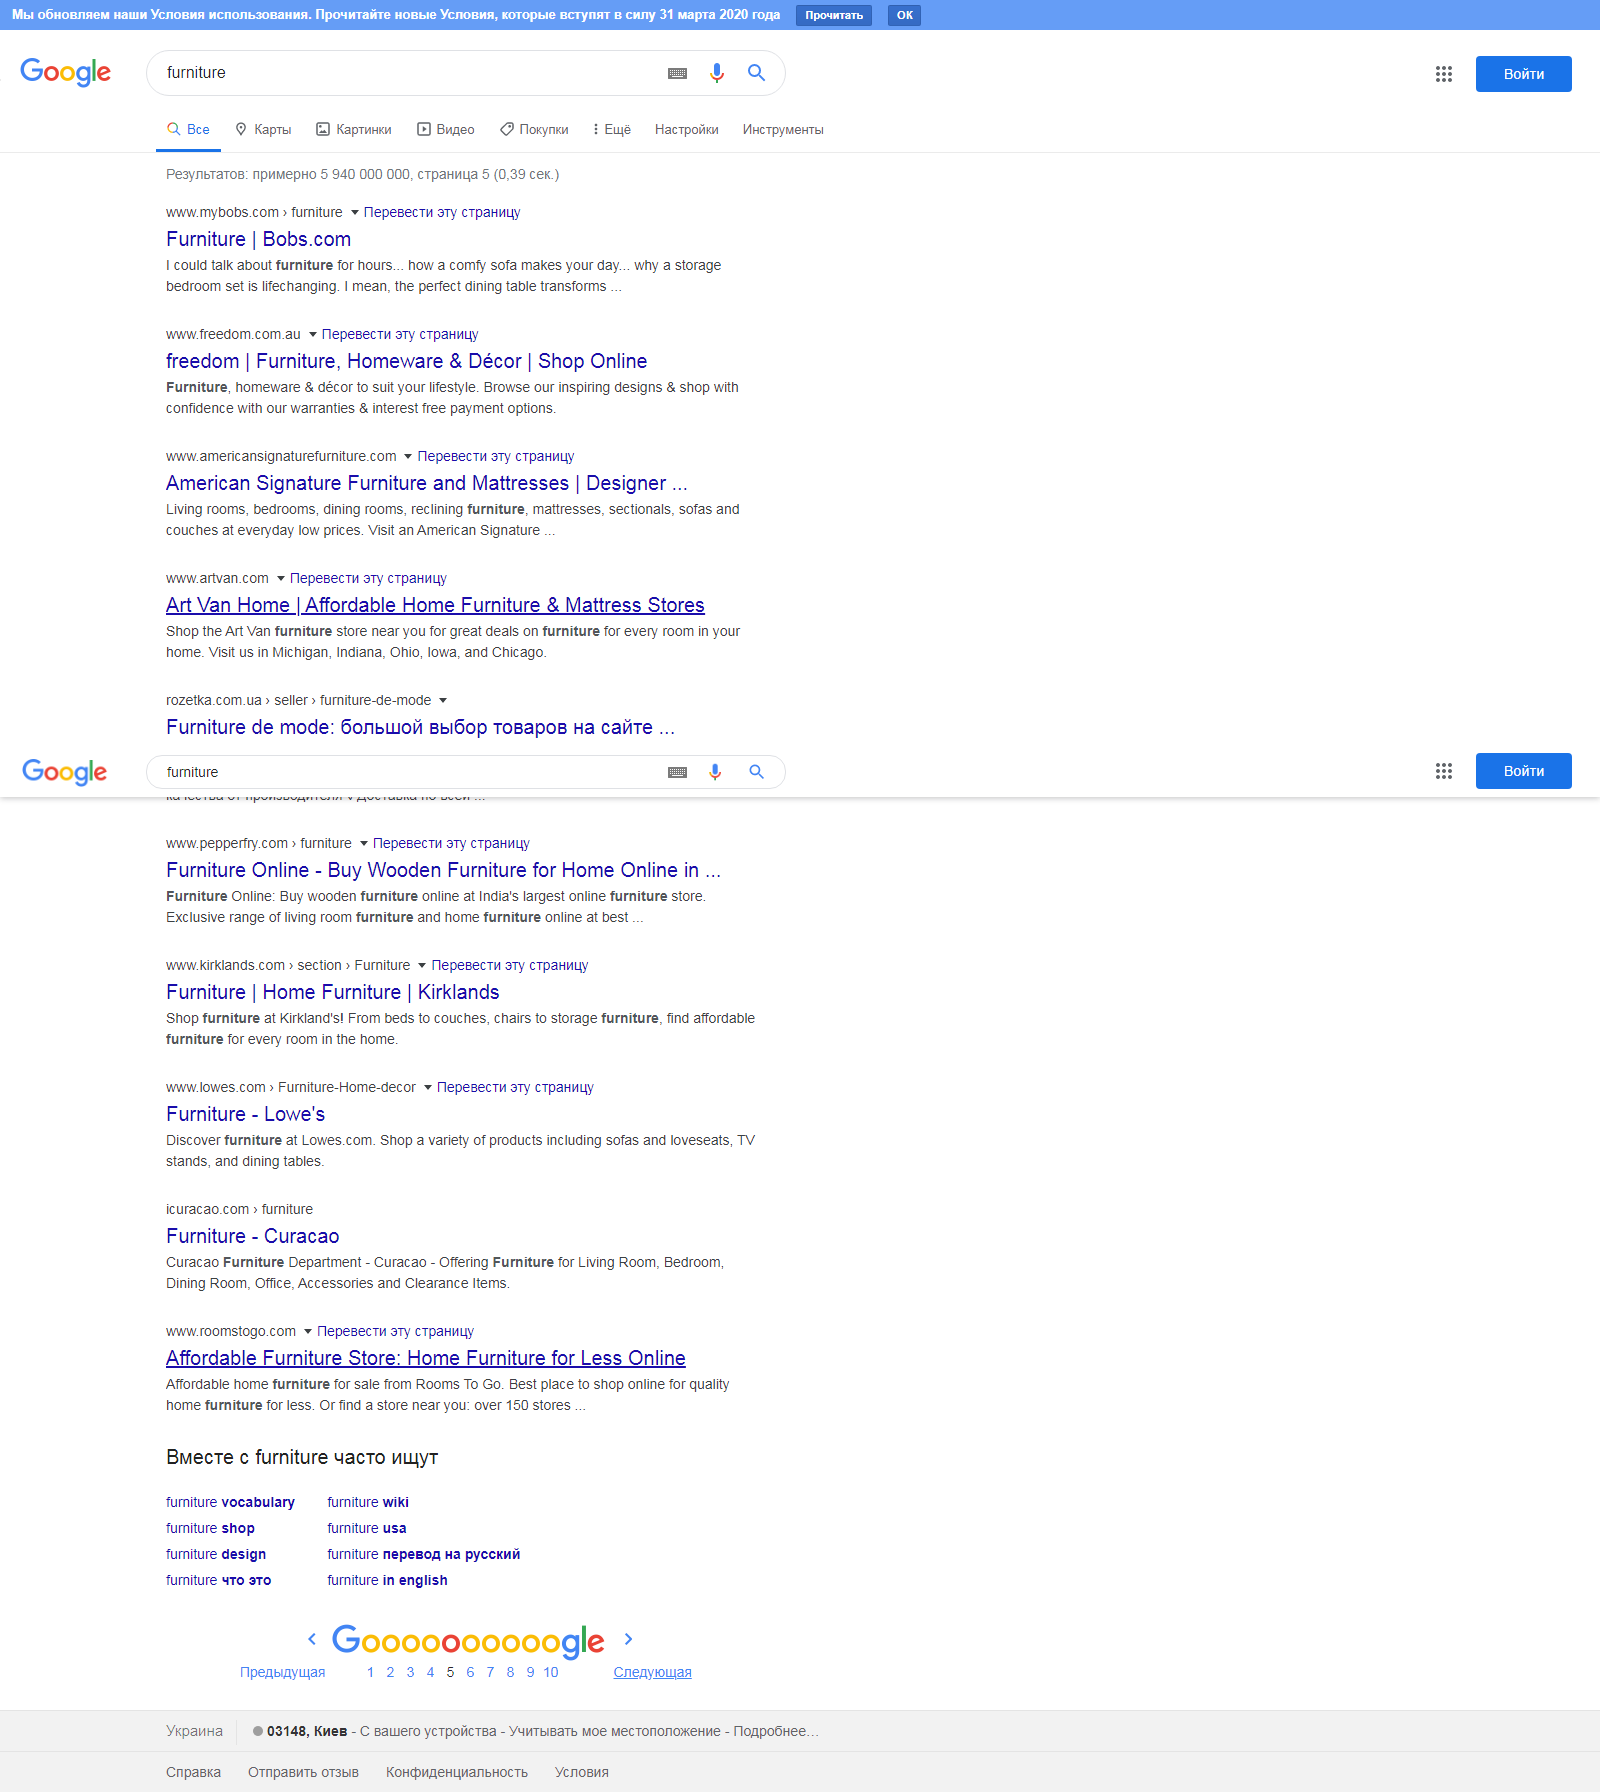 Мы обновляем наши Условия использования. Прочитайте новые Условия, которые вступят в силу 31 марта 2020 года Прочитать ОК
Google furniture Войти
Все Карты Картинки Видео Покупки Ещё Настройки Инструменты
Результатов: примерно 5 940 000 000, страница 5 (0,39 сек.)
www.mybobs.com › furniture Перевести эту страницу
Furniture | Bobs.com
I could talk about furniture for hours... how a comfy sofa makes your day... why a storage
bedroom set is lifechanging. I mean, the perfect dining table transforms ...
www.freedom.com.au Перевести эту страницу
freedom | Furniture, Homeware & Décor | Shop Online
Furniture, homeware & décor to suit your lifestyle. Browse our inspiring designs & shop with
confidence with our warranties & interest free payment options.
www.americansignaturefurniture.com Перевести эту страницу
American Signature Furniture and Mattresses | Designer ...
Living rooms, bedrooms, dining rooms, reclining furniture, mattresses, sectionals, sofas and
couches at everyday low prices. Visit an American Signature ...
www.artvan.com Перевести эту страницу
Art Van Home | Affordable Home Furniture & Mattress Stores
Shop the Art Van furniture store near you for great deals on furniture for every room in your
home. Visit us in Michigan, Indiana, Ohio, Iowa, and Chicago.
rozetka.com.ua › seller › furniture-de-mode
Furniture de mode: большой выбор товаров на сайте ...
Google furniture Войти
www.pepperfry.com › furniture Перевести эту страницу
Furniture Online - Buy Wooden Furniture for Home Online in ...
Furniture Online: Buy wooden furniture online at India's largest online furniture store.
Exclusive range of living room furniture and home furniture online at best ...
www.kirklands.com › section › Furniture Перевести эту страницу
Furniture | Home Furniture | Kirklands
Shop furniture at Kirkland's! From beds to couches, chairs to storage furniture, find affordable
furniture for every room in the home.
www.lowes.com › Furniture-Home-decor Перевести эту страницу
Furniture - Lowe's
Discover furniture at Lowes.com. Shop a variety of products including sofas and loveseats, TV
stands, and dining tables.
icuracao.com › furniture
Furniture - Curacao
Curacao Furniture Department - Curacao - Offering Furniture for Living Room, Bedroom,
Dining Room, Office, Accessories and Clearance Items.
www.roomstogo.com Перевести эту страницу
Affordable Furniture Store: Home Furniture for Less Online
Affordable home furniture for sale from Rooms To Go. Best place to shop online for quality
home furniture for less. Or find a store near you: over 150 stores ...
Вместе с furniture часто ищут
furniture vocabulary furniture wiki
furniture shop furniture usa
furniture design furniture перевод на русский
furniture что это furniture in english
Goooooooooogle
Предыдущая 1 2 3 4 5 6 7 8 9 10 Следующая
Украина 03148, Киев - С вашего устройства - Учитывать мое местоположение - Подробнее…
Справка Отправить отзыв Конфиденциальность Условия